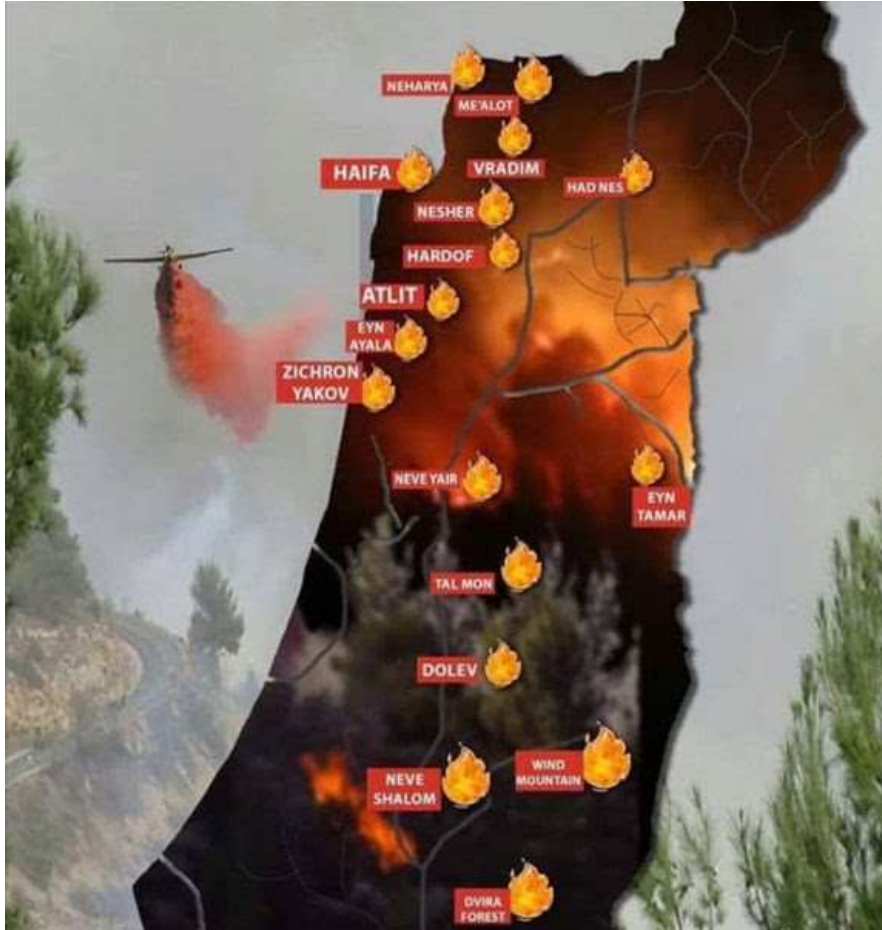 NEHARYA
ME'ALOT
VRADIM
HAIFA
HAD NES
NESHER
HARDOF
ATLIT
EYN
AYALA
ZICHRON
YAKOV
NEVE YAIR
EYN
TAMAR
TAL MON
DOLEV
WIND
MOUNTAIN
NEVE
SHALOM
DVIRA
FOREST